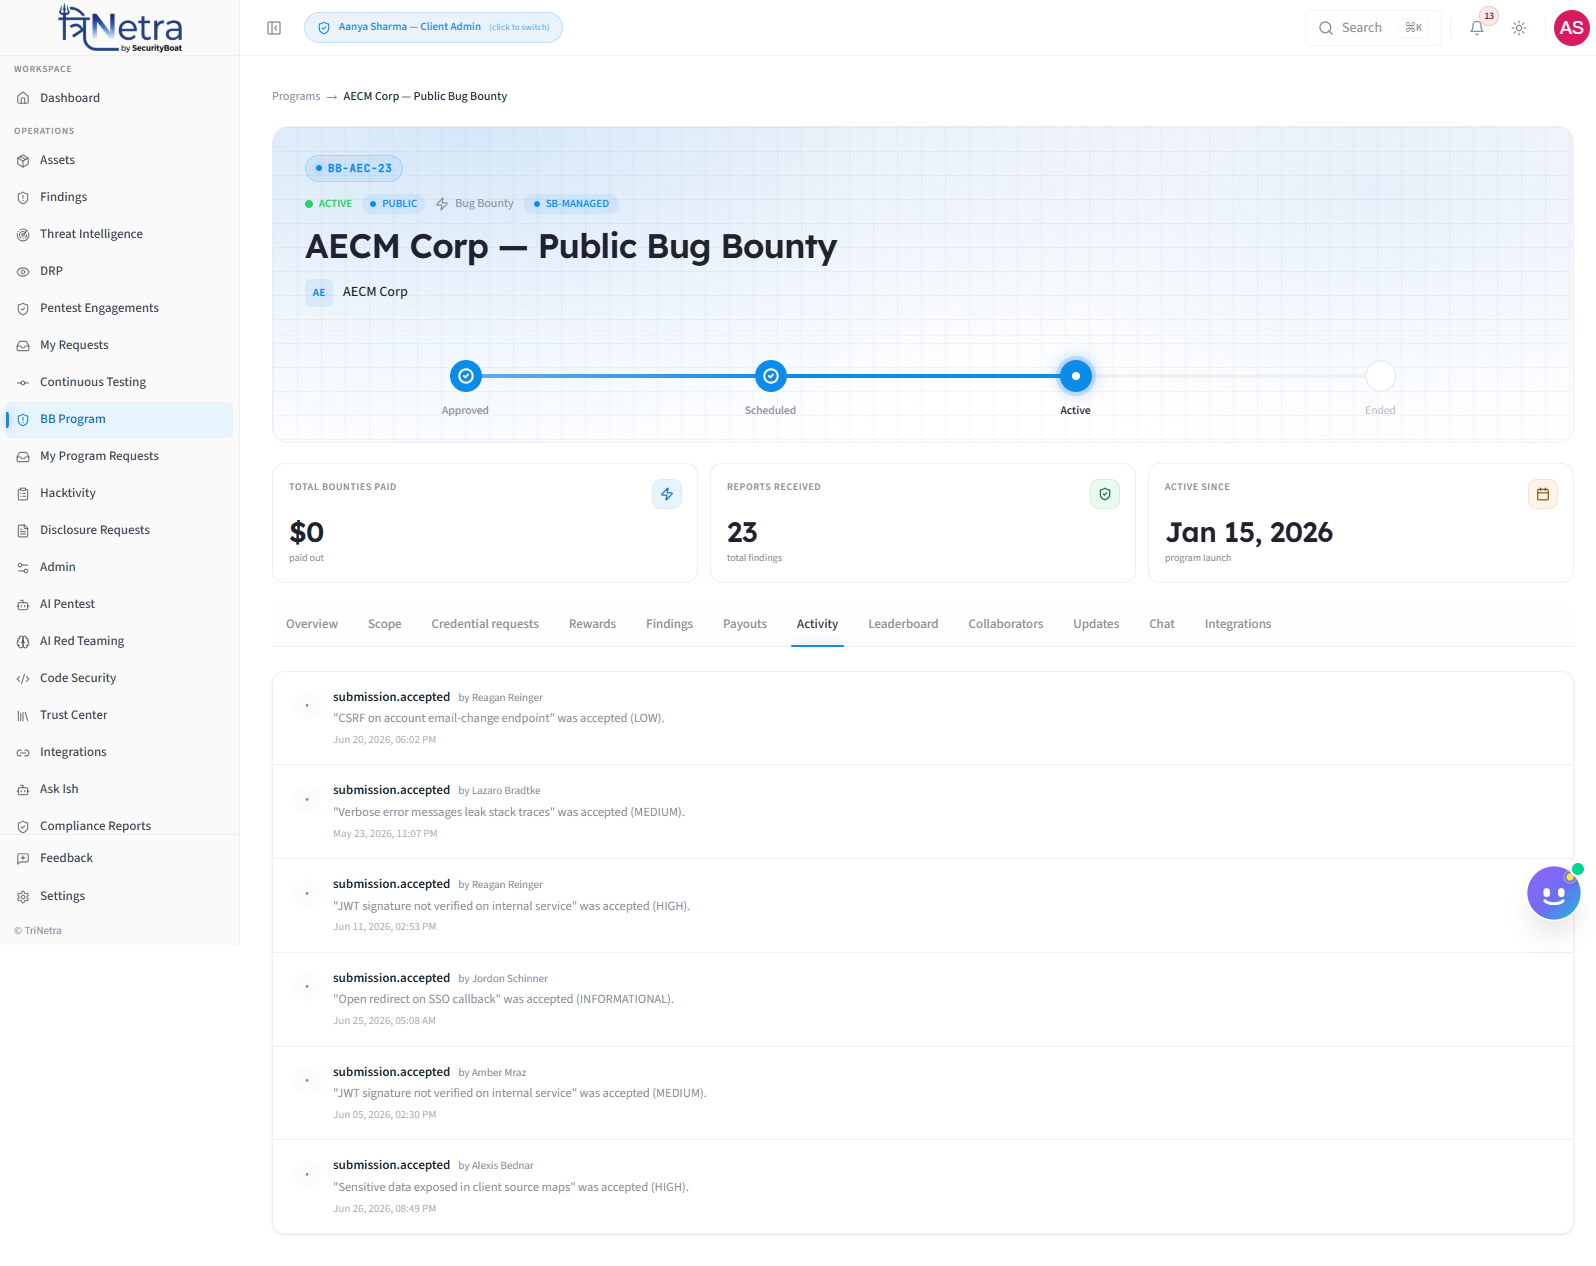 त्रिNetra
by SecurityBoat
Aanya Sharma — Client Admin (click to switch)
Search ⌘K
13
AS
WORKSPACE
Dashboard
OPERATIONS
Assets
Findings
Threat Intelligence
DRP
Pentest Engagements
My Requests
Continuous Testing
BB Program
My Program Requests
Hacktivity
Disclosure Requests
Admin
AI Pentest
AI Red Teaming
Code Security
Trust Center
Integrations
Ask Ish
Compliance Reports
Feedback
Settings
© TriNetra
Programs → AECM Corp — Public Bug Bounty
BB-AEC-23
ACTIVE PUBLIC Bug Bounty SB-MANAGED
AECM Corp — Public Bug Bounty
AE AECM Corp
Approved Scheduled Active Ended
TOTAL BOUNTIES PAID
$0
paid out
REPORTS RECEIVED
23
total findings
ACTIVE SINCE
Jan 15, 2026
program launch
Overview Scope Credential requests Rewards Findings Payouts Activity Leaderboard Collaborators Updates Chat Integrations
submission.accepted by Reagan Reinger
"CSRF on account email-change endpoint" was accepted (LOW).
Jun 20, 2026, 06:02 PM
submission.accepted by Lazaro Bradtke
"Verbose error messages leak stack traces" was accepted (MEDIUM).
May 23, 2026, 11:07 PM
submission.accepted by Reagan Reinger
"JWT signature not verified on internal service" was accepted (HIGH).
Jun 11, 2026, 02:53 PM
submission.accepted by Jordon Schinner
"Open redirect on SSO callback" was accepted (INFORMATIONAL).
Jun 25, 2026, 05:08 AM
submission.accepted by Amber Mraz
"JWT signature not verified on internal service" was accepted (MEDIUM).
Jun 05, 2026, 02:30 PM
submission.accepted by Alexis Bednar
"Sensitive data exposed in client source maps" was accepted (HIGH).
Jun 26, 2026, 08:49 PM